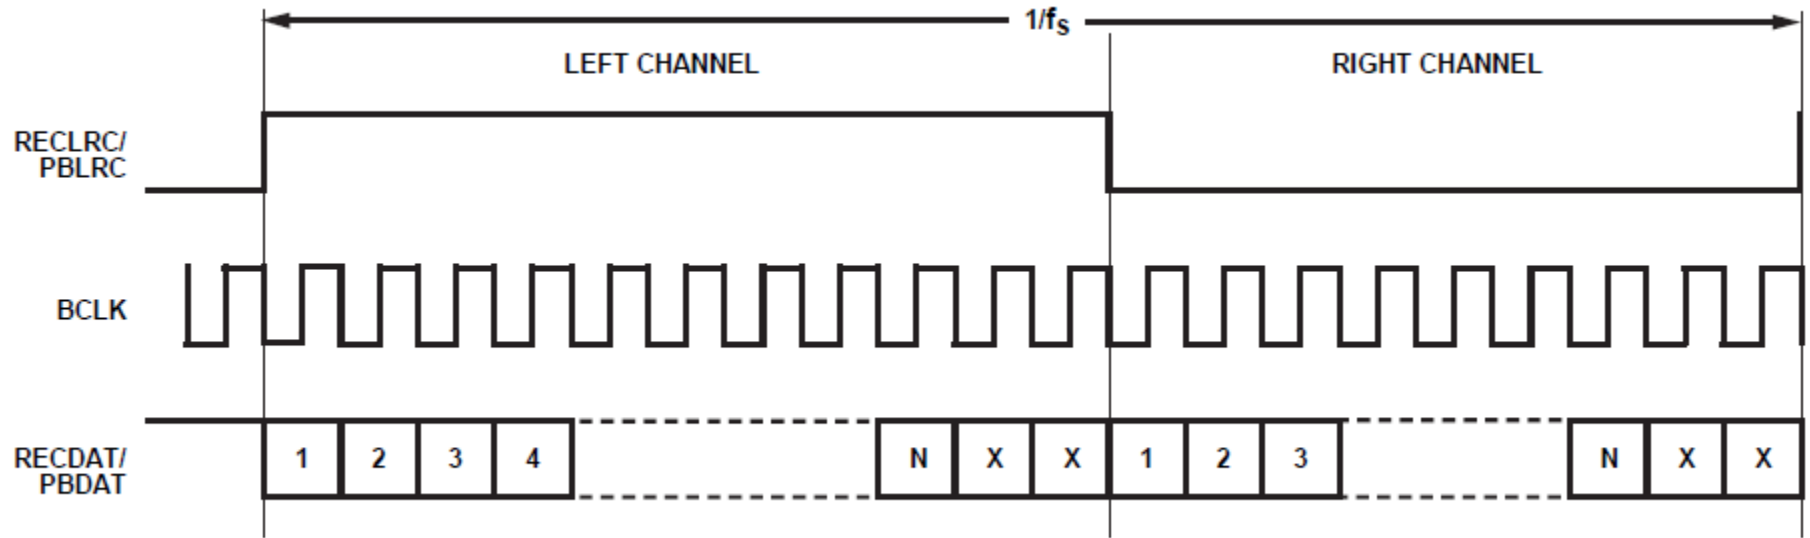 1/fS
LEFT CHANNEL
RIGHT CHANNEL
RECLRC/
PBLRC
BCLK
RECDAT/
PBDAT
1 2 3 4 N X X 1 2 3 N X X